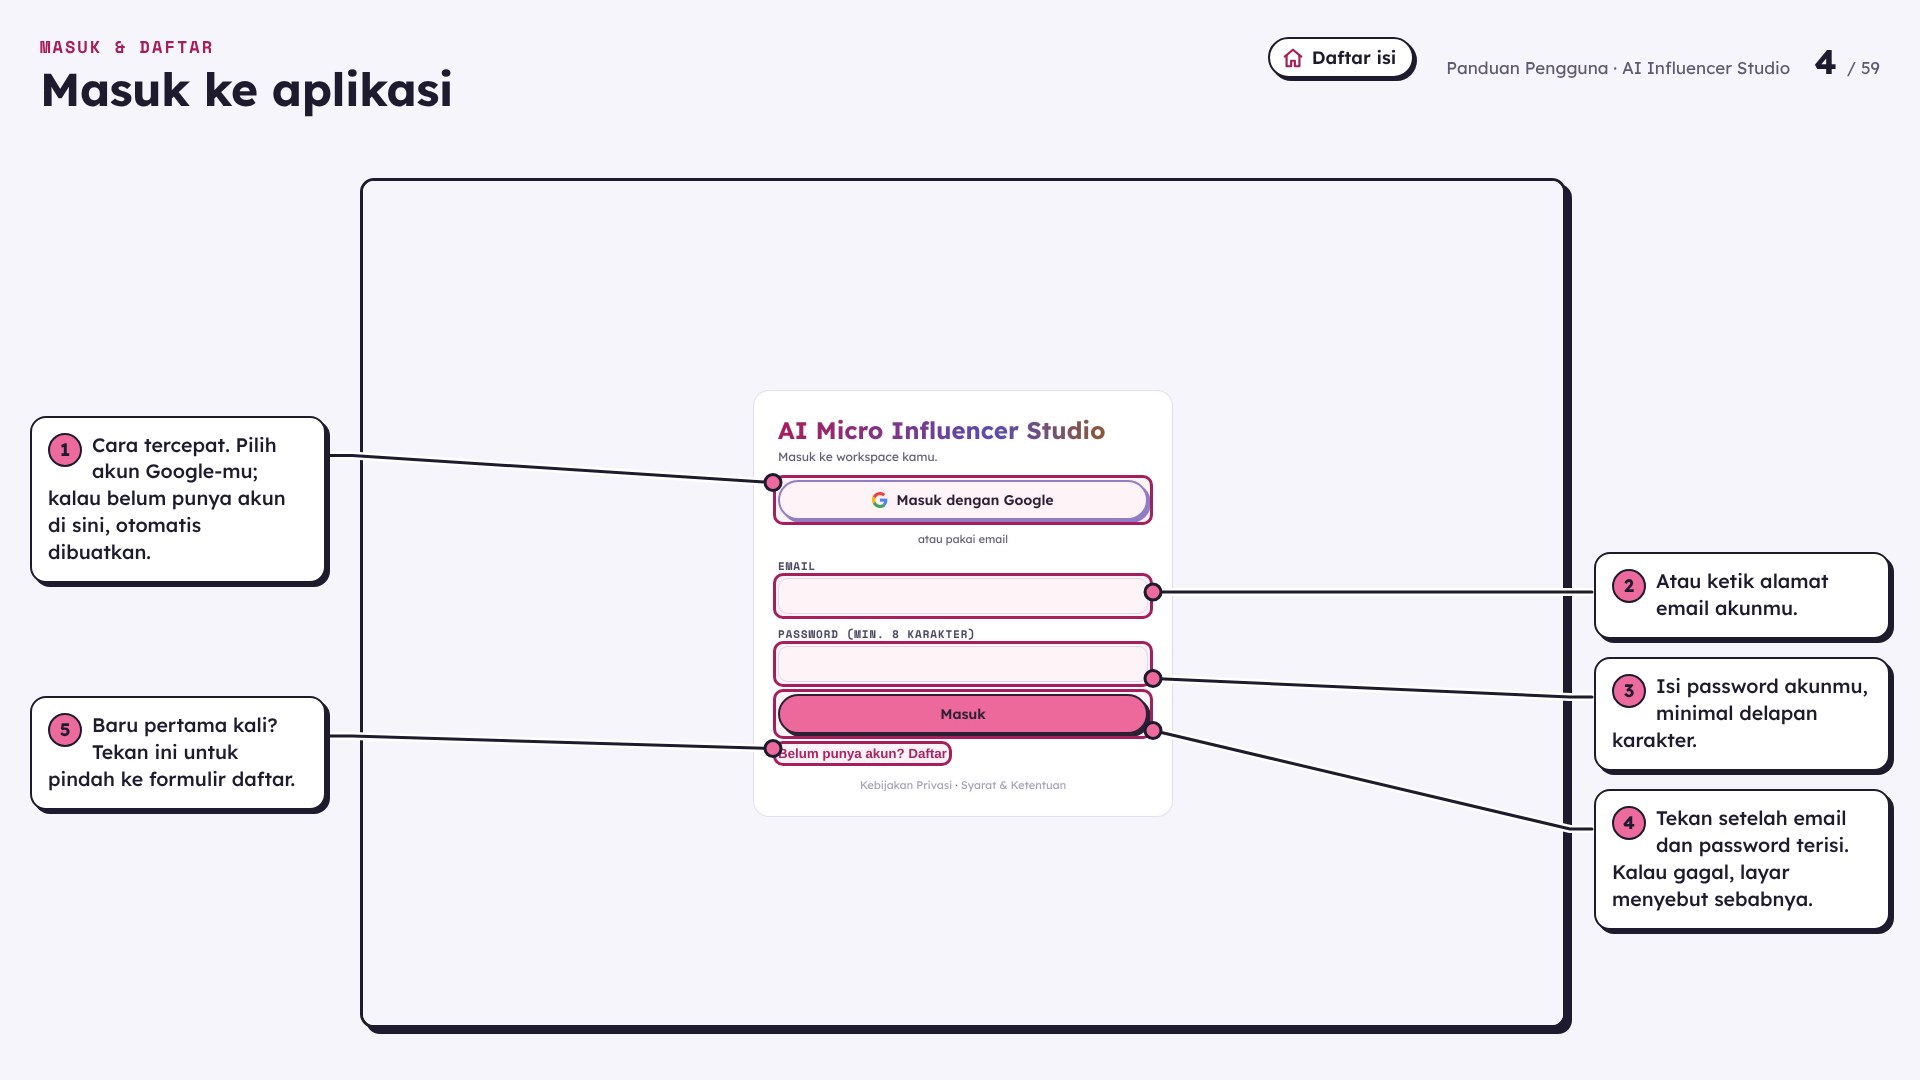 MASUK & DAFTAR
Masuk ke aplikasi
Daftar isi
Panduan Pengguna · AI Influencer Studio
4 / 59
1 Cara tercepat. Pilih
akun Google-mu;
kalau belum punya akun
di sini, otomatis
dibuatkan.
5 Baru pertama kali?
Tekan ini untuk
pindah ke formulir daftar.
AI Micro Influencer Studio
Masuk ke workspace kamu.
Masuk dengan Google
atau pakai email
EMAIL
PASSWORD (MIN. 8 KARAKTER)
Masuk
Belum punya akun? Daftar
Kebijakan Privasi · Syarat & Ketentuan
2 Atau ketik alamat
email akunmu.
3 Isi password akunmu,
minimal delapan
karakter.
4 Tekan setelah email
dan password terisi.
Kalau gagal, layar
menyebut sebabnya.